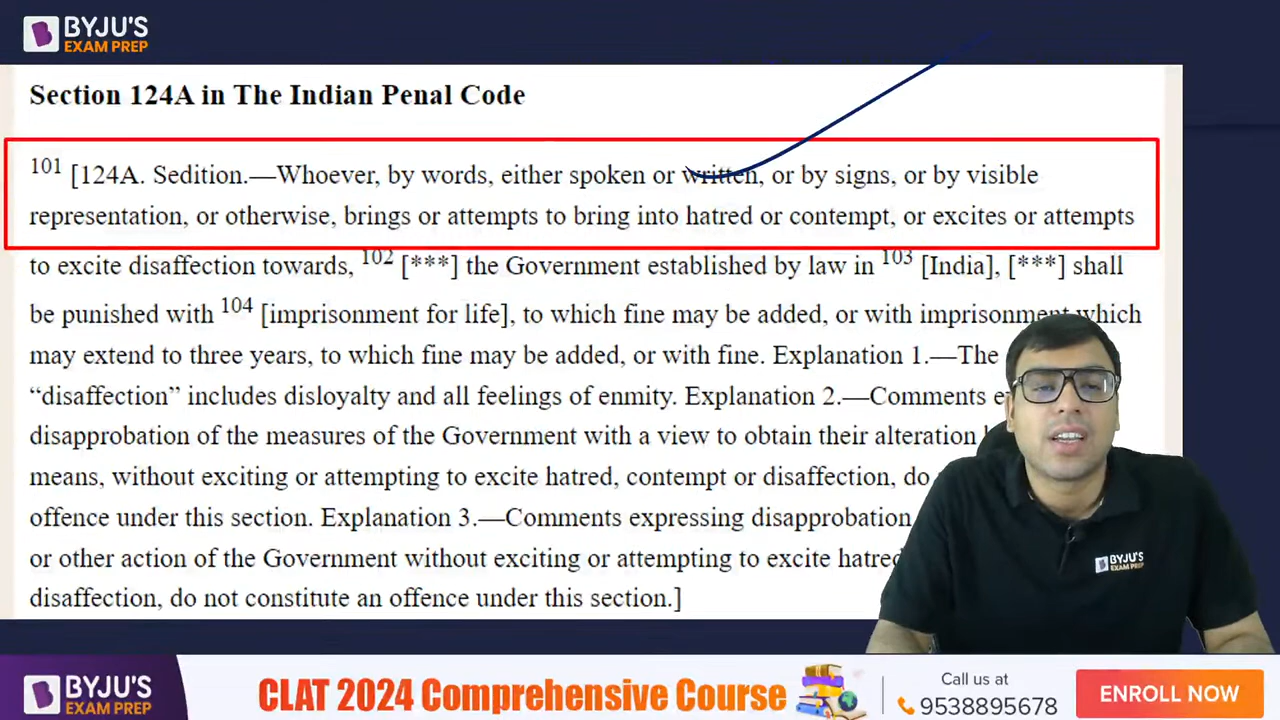 BYJU'S
EXAM PREP
Section 124A in The Indian Penal Code
101 [124A. Sedition.—Whoever, by words, either spoken or written, or by signs, or by visible
representation, or otherwise, brings or attempts to bring into hatred or contempt, or excites or attempts
to excite disaffection towards, 102 [***] the Government established by law in 103 [India], [***] shall
be punished with 104 [imprisonment for life], to which fine may be added, or with imprisonment which
may extend to three years, to which fine may be added, or with fine. Explanation 1.—The
“disaffection” includes disloyalty and all feelings of enmity. Explanation 2.—Comments
disapprobation of the measures of the Government with a view to obtain their alteration
means, without exciting or attempting to excite hatred, contempt or disaffection, do
offence under this section. Explanation 3.—Comments expressing disapprobation
or other action of the Government without exciting or attempting to excite hatred
disaffection, do not constitute an offence under this section.]
BYJU'S
EXAM PREP
BYJU'S
EXAM PREP
CLAT 2024 Comprehensive Course
Call us at
9538895678
ENROLL NOW